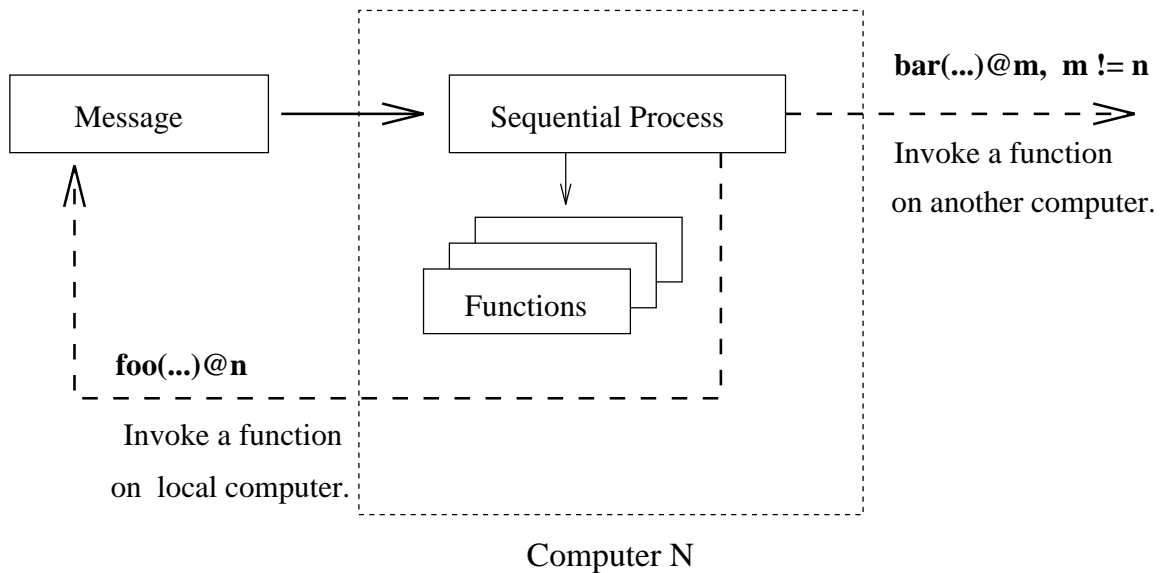 bar(...)@m, m != n
Message
Sequential Process
Invoke a function
on another computer.
Functions
foo(...)@n
Invoke a function
on local computer.
Computer N